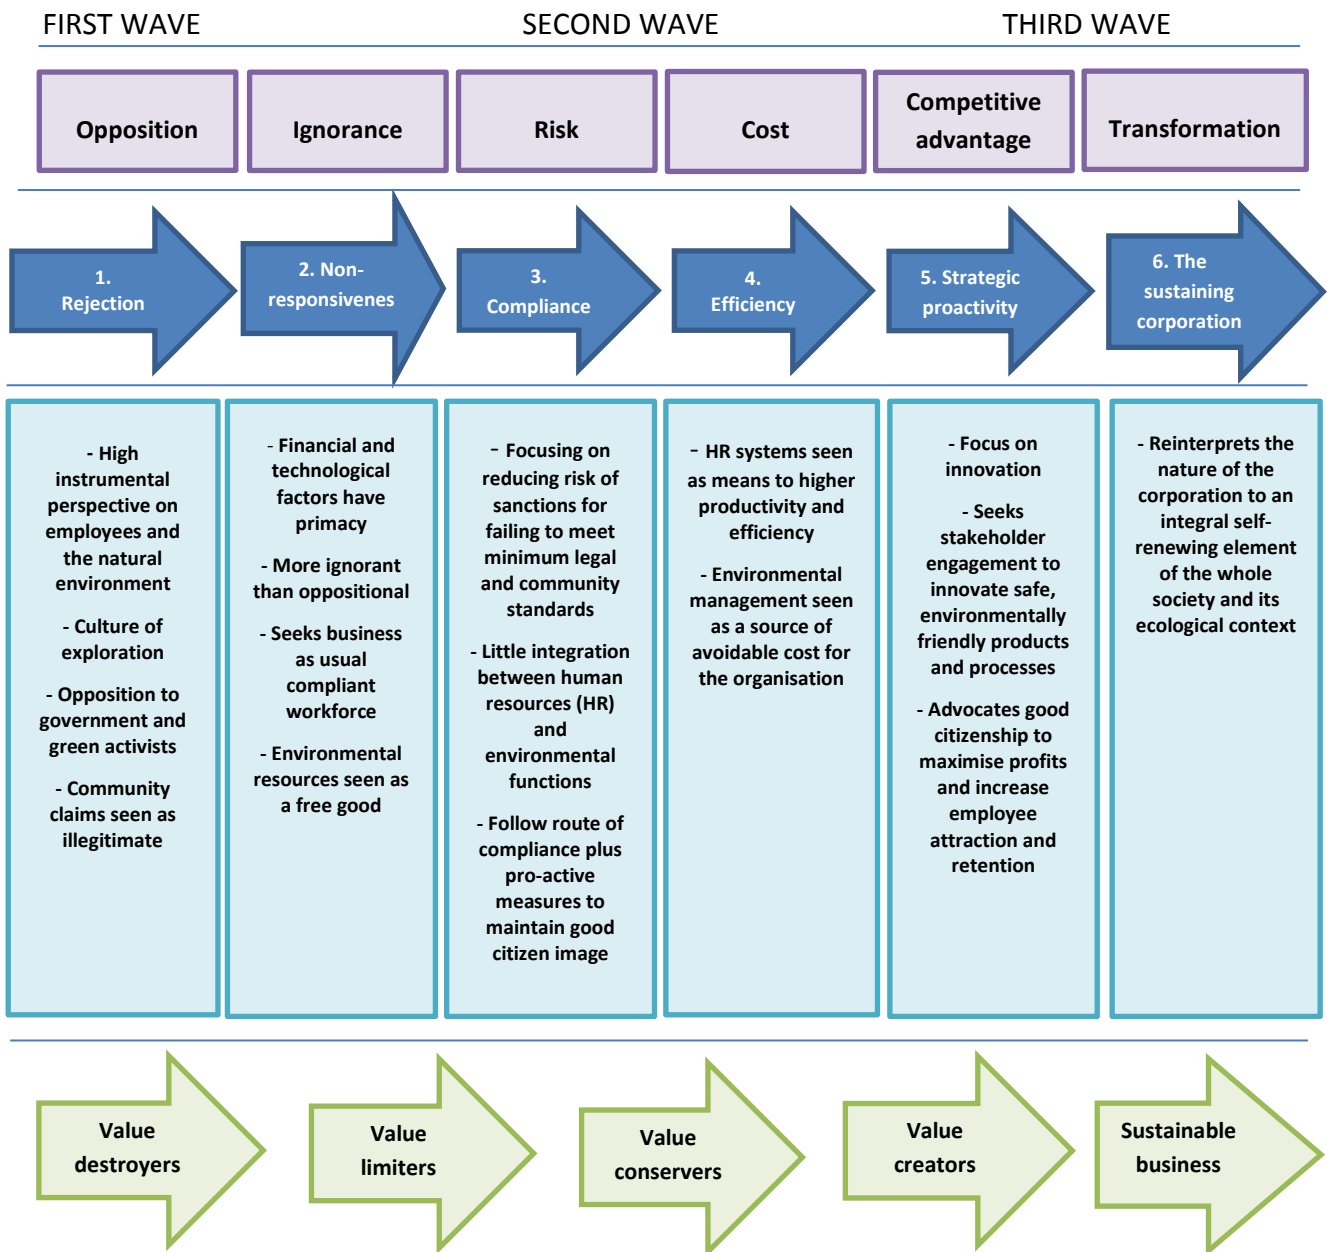 FIRST WAVE
SECOND WAVE
THIRD WAVE
Opposition
Ignorance
Risk
Cost
Competitive
advantage
Transformation
1.
Rejection
2. Non-
responsivenes
3.
Compliance
4.
Efficiency
5. Strategic
proactivity
6. The
sustaining
corporation
- High
instrumental
perspective on
employees and
the natural
environment
- Culture of
exploration
- Opposition to
government and
green activists
- Community
claims seen as
illegitimate
- Financial and
technological
factors have
primacy
- More ignorant
than oppositional
- Seeks business
as usual
compliant
workforce
- Environmental
resources seen as
a free good
- Focusing on
reducing risk of
sanctions for
failing to meet
minimum legal
and community
standards
- Little integration
between human
resources (HR)
and
environmental
functions
- Follow route of
compliance plus
pro-active
measures to
maintain good
citizen image
- HR systems seen
as means to higher
productivity and
efficiency
- Environmental
management seen
as a source of
avoidable cost for
the organisation
- Focus on
innovation
- Seeks
stakeholder
engagement to
innovate safe,
environmentally
friendly products
and processes
- Advocates good
citizenship to
maximise profits
and increase
employee
attraction and
retention
- Reinterprets the
nature of the
corporation to an
integral self-
renewing element
of the whole
society and its
ecological context
Value
destroyers
Value
limiters
Value
conservers
Value
creators
Sustainable
business